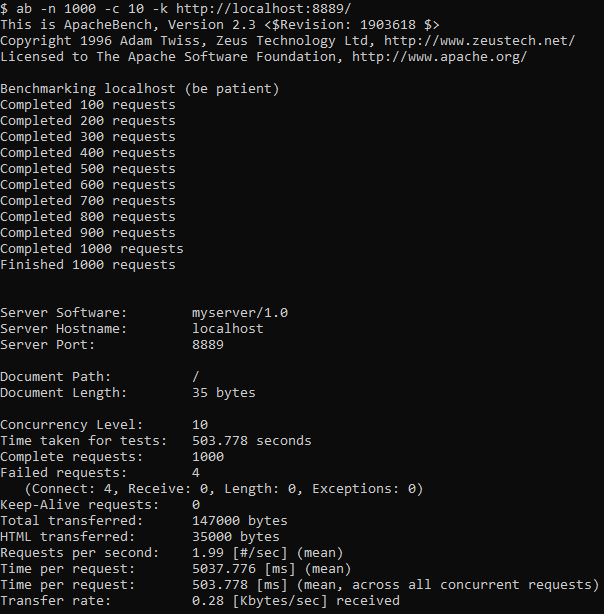 $ ab -n 1000 -c 10 -k http://localhost:8889/
This is ApacheBench, Version 2.3 <$Revision: 1903618 $>
Copyright 1996 Adam Twiss, Zeus Technology Ltd, http://www.zeustech.net/
Licensed to The Apache Software Foundation, http://www.apache.org/
Benchmarking localhost (be patient)
Completed 100 requests
Completed 200 requests
Completed 300 requests
Completed 400 requests
Completed 500 requests
Completed 600 requests
Completed 700 requests
Completed 800 requests
Completed 900 requests
Completed 1000 requests
Finished 1000 requests
Server Software: myserver/1.0
Server Hostname: localhost
Server Port: 8889
Document Path: /
Document Length: 35 bytes
Concurrency Level: 10
Time taken for tests: 503.778 seconds
Complete requests: 1000
Failed requests: 4
(Connect: 4, Receive: 0, Length: 0, Exceptions: 0)
Keep-Alive requests: 0
Total transferred: 147000 bytes
HTML transferred: 35000 bytes
Requests per second: 1.99 [#/sec] (mean)
Time per request: 5037.776 [ms] (mean)
Time per request: 503.778 [ms] (mean, across all concurrent requests)
Transfer rate: 0.28 [Kbytes/sec] received